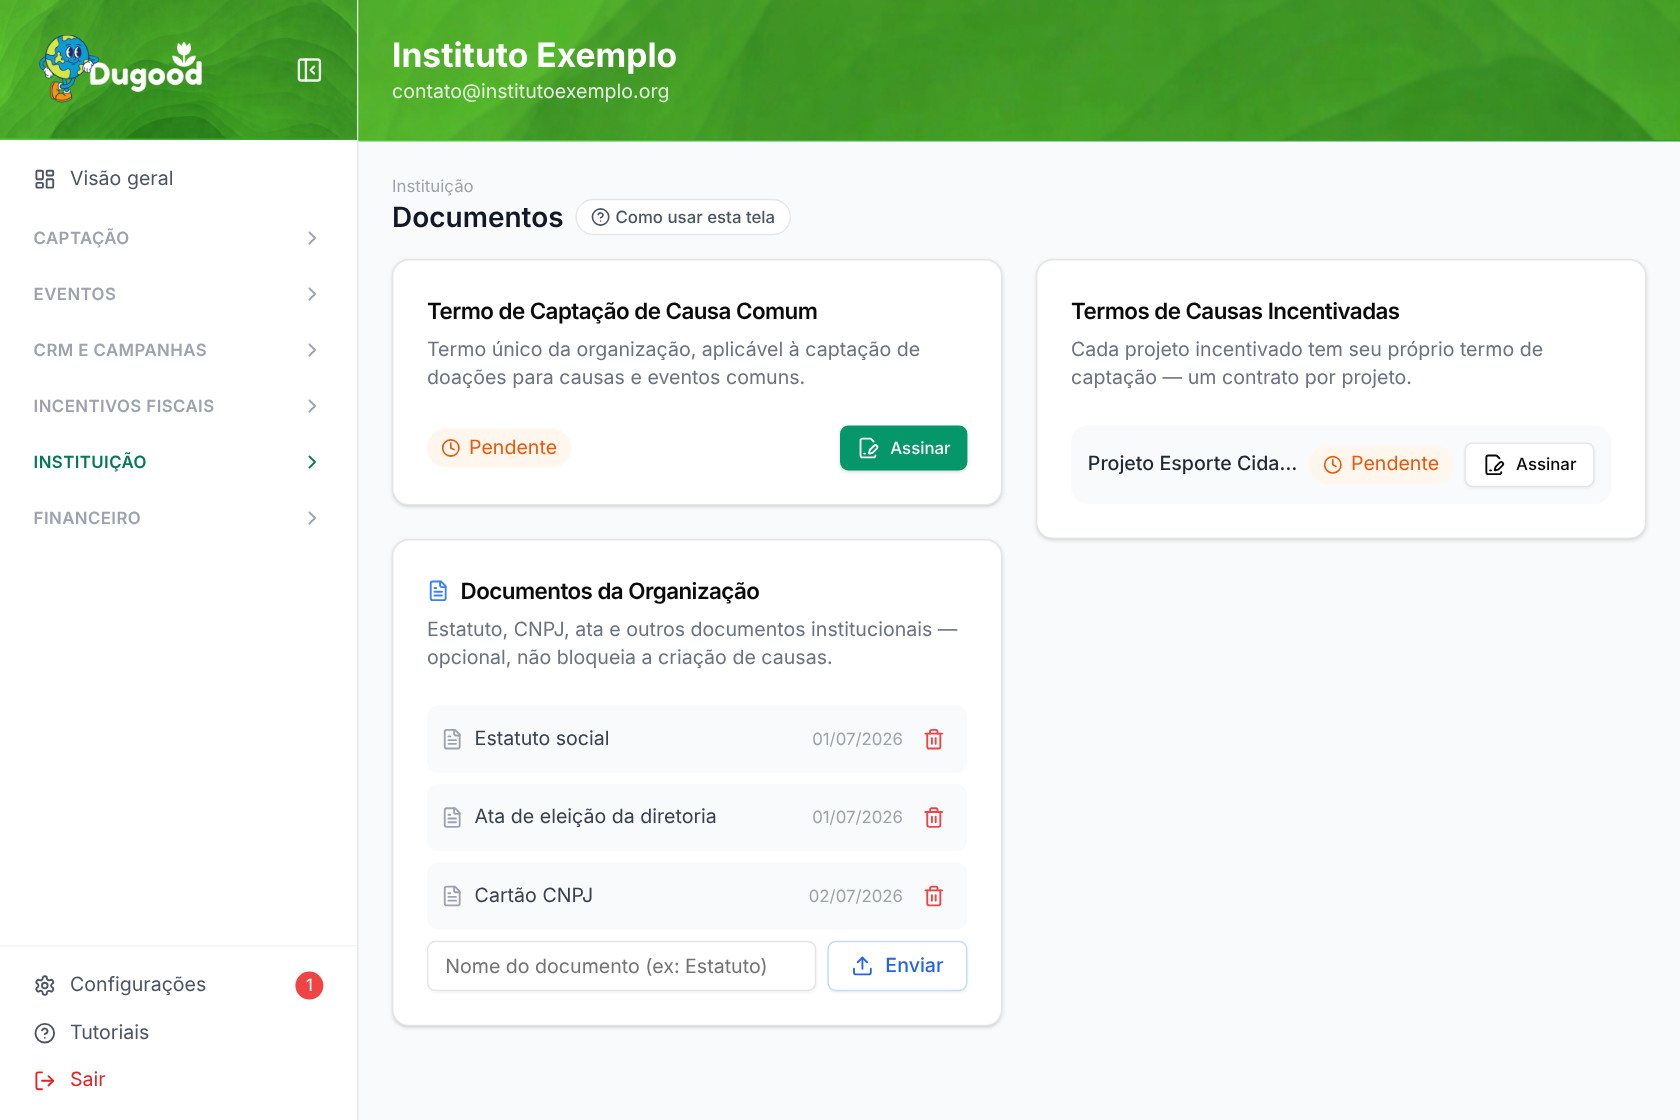 Dugood
Visão geral
CAPTAÇÃO
EVENTOS
CRM E CAMPANHAS
INCENTIVOS FISCAIS
INSTITUIÇÃO
FINANCEIRO
Configurações 1
Tutoriais
Sair
Instituto Exemplo
contato@institutoexemplo.org
Instituição
Documentos
Como usar esta tela
Termo de Captação de Causa Comum
Termo único da organização, aplicável à captação de
doações para causas e eventos comuns.
Pendente Assinar
Termos de Causas Incentivadas
Cada projeto incentivado tem seu próprio termo de
captação — um contrato por projeto.
Projeto Esporte Cida... Pendente Assinar
Documentos da Organização
Estatuto, CNPJ, ata e outros documentos institucionais —
opcional, não bloqueia a criação de causas.
Estatuto social 01/07/2026
Ata de eleição da diretoria 01/07/2026
Cartão CNPJ 02/07/2026
Nome do documento (ex: Estatuto) Enviar